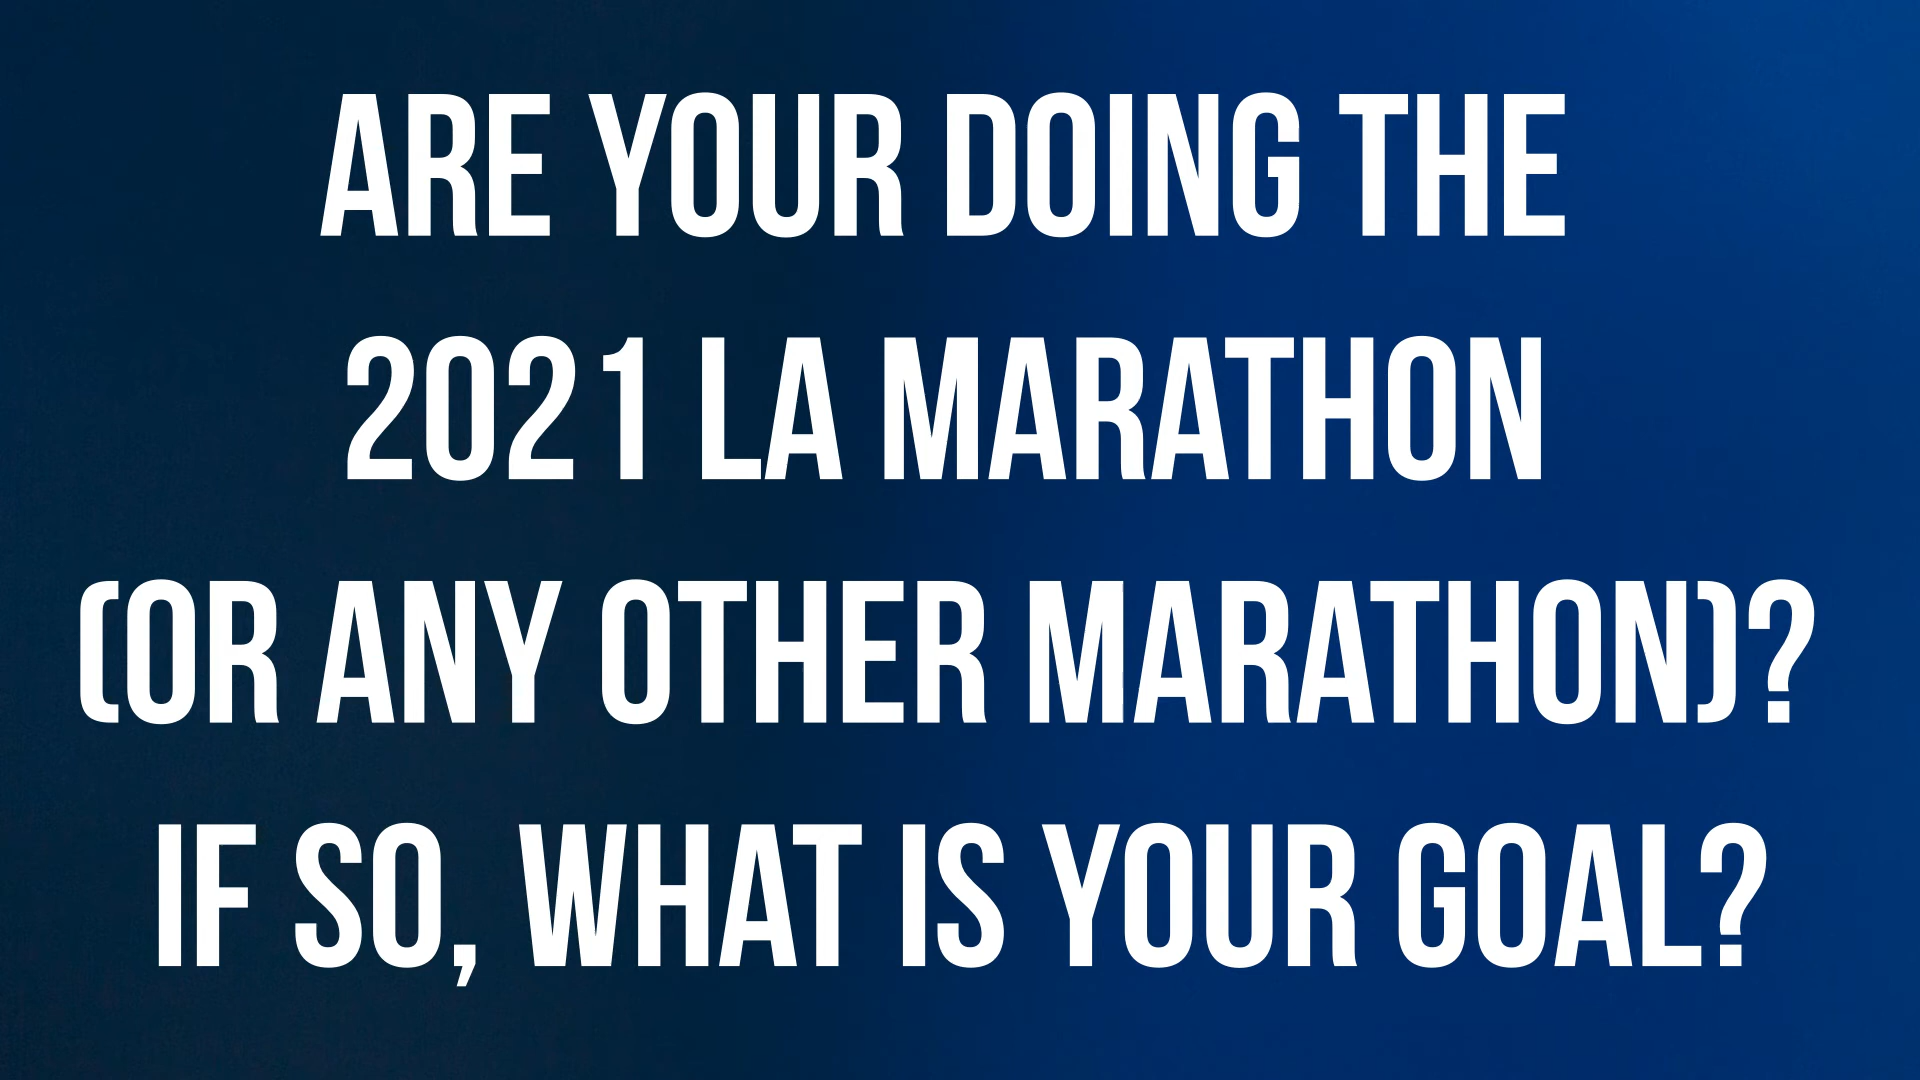 ARE YOUR DOING THE
2021 LA MARATHON
(OR ANY OTHER MARATHON)?
IF SO, WHAT IS YOUR GOAL?